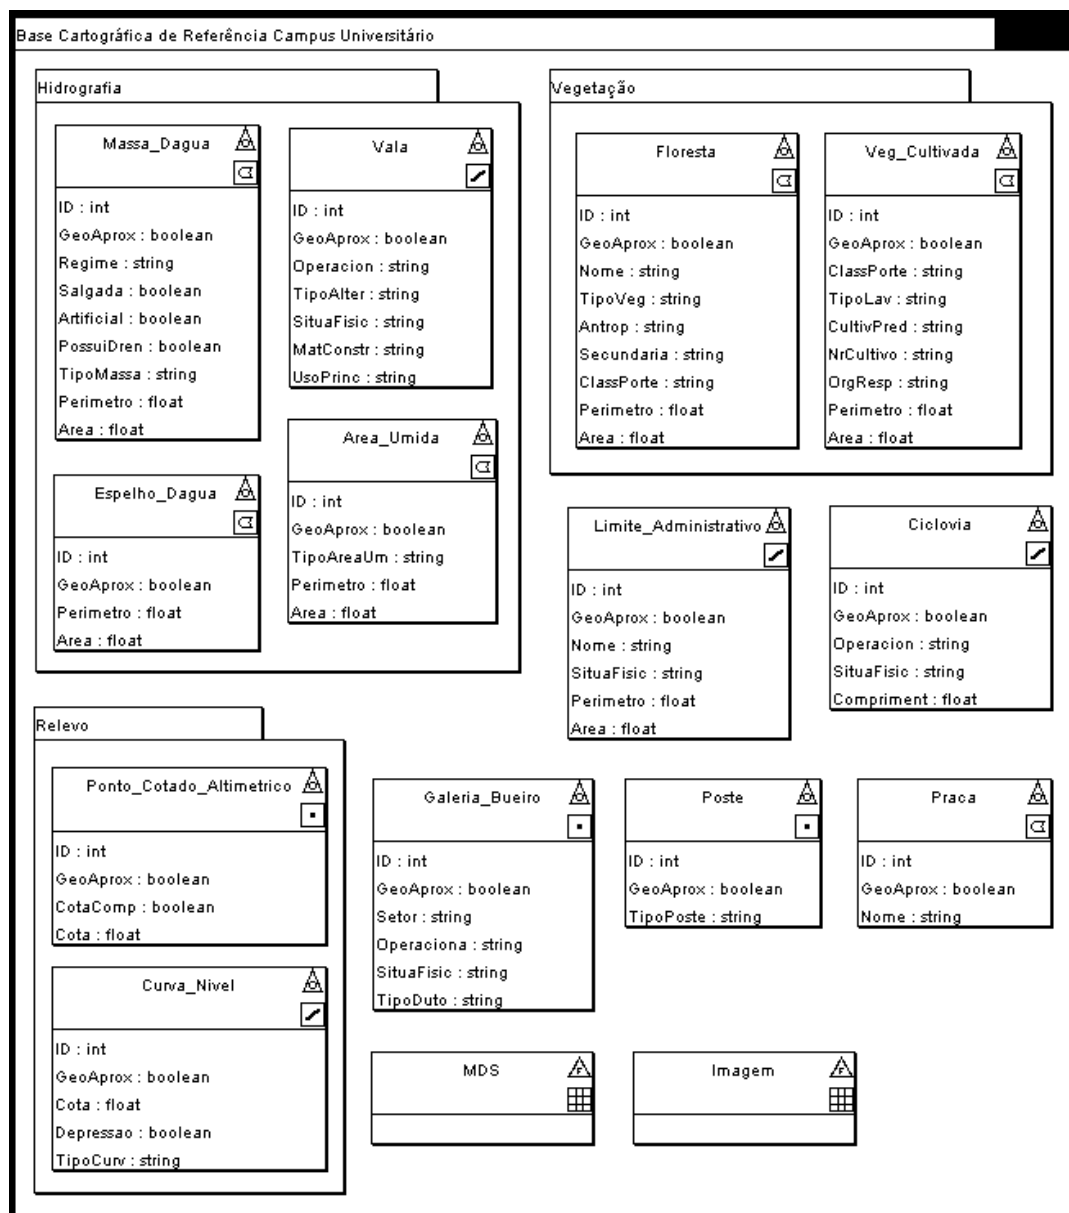 Base Cartográfica de Referência Campus Universitário
Hidrografia
Massa_Dagua
ID : int
GeoAprox : boolean
Regime : string
Salgada : boolean
Artificial : boolean
PossuiDren : boolean
TipoMassa : string
Perimetro : float
Area : float
Vala
ID : int
GeoAprox : boolean
Operacion : string
TipoAlter : string
SituaFisic : string
MatConstr : string
UsoPrinc : string
Espelho_Dagua
ID : int
GeoAprox : boolean
Perimetro : float
Area : float
Area_Umida
ID : int
GeoAprox : boolean
TipoAreaUm : string
Perimetro : float
Area : float
Vegetação
Floresta
ID : int
GeoAprox : boolean
Nome : string
TipoVeg : string
Antrop : string
Secundaria : string
ClassPorte : string
Perimetro : float
Area : float
Veg_Cultivada
ID : int
GeoAprox : boolean
ClassPorte : string
TipoLav : string
CultivPred : string
NrCultivo : string
OrgResp : string
Perimetro : float
Area : float
Limite_Administrativo
ID : int
GeoAprox : boolean
Nome : string
SituaFisic : string
Perimetro : float
Area : float
Ciclovia
ID : int
GeoAprox : boolean
Operacion : string
SituaFisic : string
Compriment : float
Relevo
Ponto_Cotado_Altimetrico
ID : int
GeoAprox : boolean
CotaComp : boolean
Cota : float
Curva_Nivel
ID : int
GeoAprox : boolean
Cota : float
Depressao : boolean
TipoCurv : string
Galeria_Bueiro
ID : int
GeoAprox : boolean
Setor : string
Operaciona : string
SituaFisic : string
TipoDuto : string
Poste
ID : int
GeoAprox : boolean
TipoPoste : string
Praca
ID : int
GeoAprox : boolean
Nome : string
MDS
F
Imagem
F